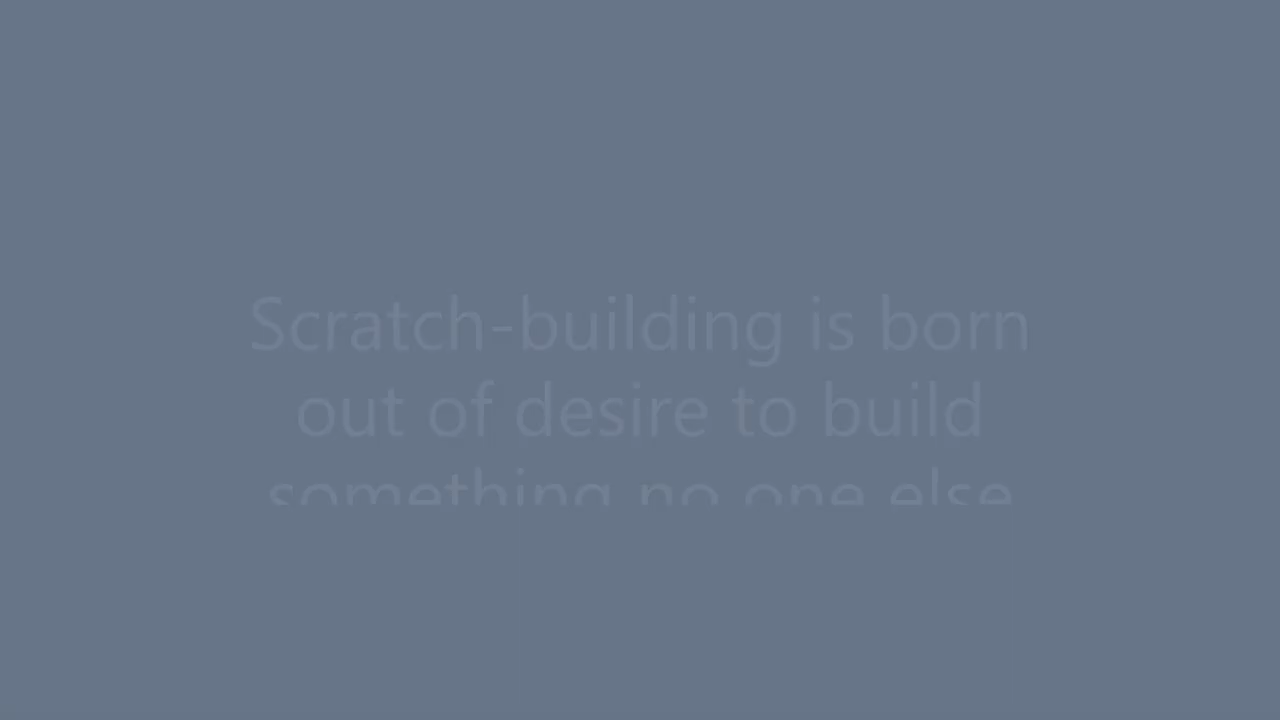 Scratch-building is born
out of desire to build
something no one else